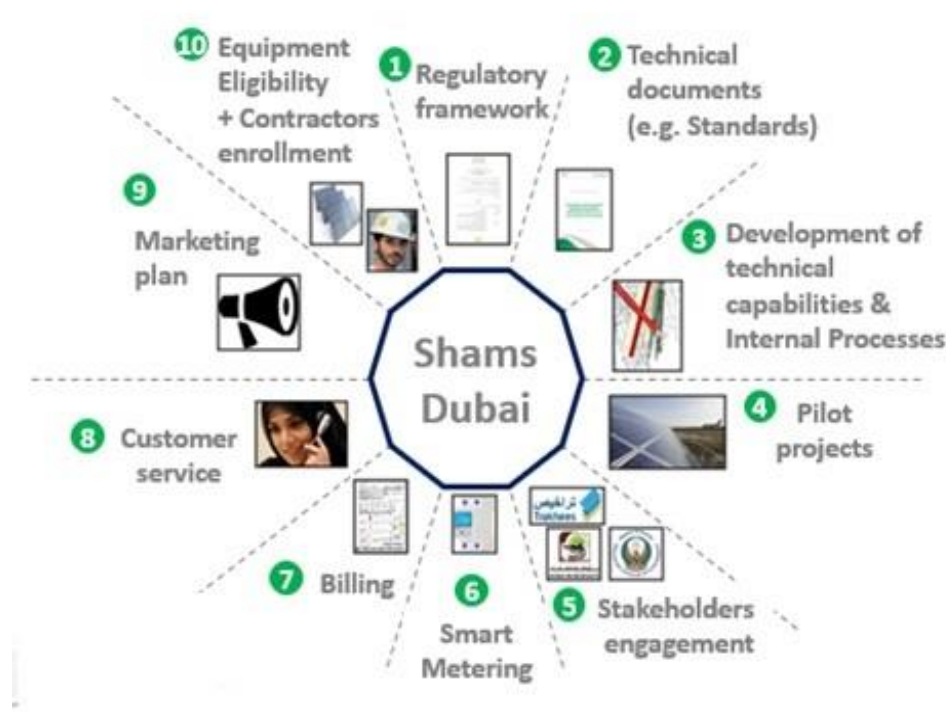 Shams
Dubai
1
Regulatory
framework
2
Technical
documents
(e.g. Standards)
3
Development of
technical
capabilities &
Internal Processes
4
Pilot
projects
تراخيص
Trakhees
5
Stakeholders
engagement
6
Smart
Metering
7
Billing
8
Customer
service
9
Marketing
plan
10
Equipment
Eligibility
+ Contractors
enrollment